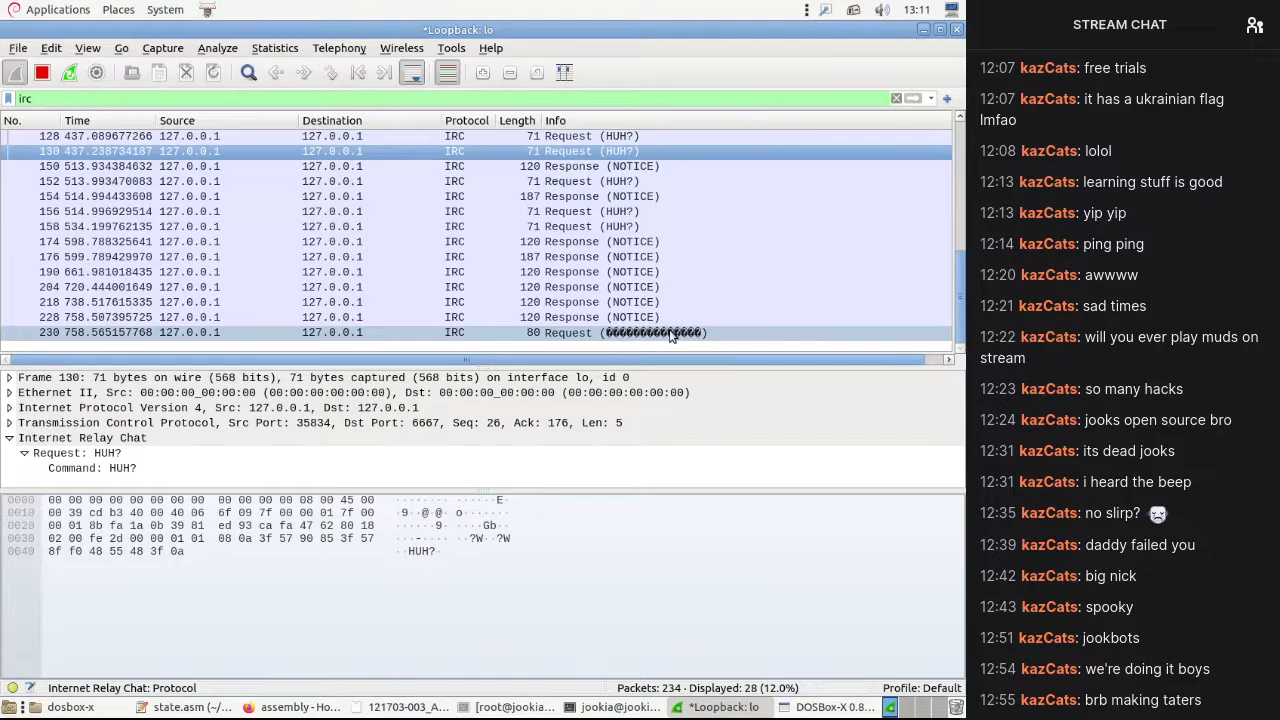 Applications Places System 13:11
*Loopback: lo
File Edit View Go Capture Analyze Statistics Telephony Wireless Tools Help
irc
No. Time Source Destination Protocol Length Info
128 437.089677266 127.0.0.1 127.0.0.1 IRC 71 Request (HUH?)
130 437.238734187 127.0.0.1 127.0.0.1 IRC 71 Request (HUH?)
150 513.934384632 127.0.0.1 127.0.0.1 IRC 120 Response (NOTICE)
152 513.993470083 127.0.0.1 127.0.0.1 IRC 71 Request (HUH?)
154 514.994433608 127.0.0.1 127.0.0.1 IRC 187 Response (NOTICE)
156 514.996929514 127.0.0.1 127.0.0.1 IRC 71 Request (HUH?)
158 534.199762135 127.0.0.1 127.0.0.1 IRC 71 Request (HUH?)
174 598.788325641 127.0.0.1 127.0.0.1 IRC 120 Response (NOTICE)
176 599.789429970 127.0.0.1 127.0.0.1 IRC 187 Response (NOTICE)
190 661.981018435 127.0.0.1 127.0.0.1 IRC 120 Response (NOTICE)
204 720.444001649 127.0.0.1 127.0.0.1 IRC 120 Response (NOTICE)
218 738.517615335 127.0.0.1 127.0.0.1 IRC 120 Response (NOTICE)
228 758.507395725 127.0.0.1 127.0.0.1 IRC 120 Response (NOTICE)
230 758.565157768 127.0.0.1 127.0.0.1 IRC 80 Request (��������������)
Frame 130: 71 bytes on wire (568 bits), 71 bytes captured (568 bits) on interface lo, id 0
Ethernet II, Src: 00:00:00_00:00:00 (00:00:00:00:00:00), Dst: 00:00:00_00:00:00 (00:00:00:00:00:00)
Internet Protocol Version 4, Src: 127.0.0.1, Dst: 127.0.0.1
Transmission Control Protocol, Src Port: 35834, Dst Port: 6667, Seq: 26, Ack: 176, Len: 5
Internet Relay Chat
Request: HUH?
Command: HUH?
0000 00 00 00 00 00 00 00 00 00 00 00 00 08 00 45 00 ········ ······E·
0010 00 39 cd b3 40 00 40 06 6f 09 7f 00 00 01 7f 00 ·9··@·@· o·······
0020 00 01 8b fa 1a 0b 39 81 ed 93 ca fa 47 62 80 18 ······9· ····Gb··
0030 02 00 fe 2d 00 00 01 01 08 0a 3f 57 90 85 3f 57 ···-···· ··?W··?W
0040 8f f0 48 55 48 3f 0a ··HUH?·
Internet Relay Chat: Protocol Packets: 234 · Displayed: 28 (12.0%) Profile: Default
dosbox-x state.asm (~/... assembly - Ho... 121703-003_A... [root@jookia... jookia@jooki... *Loopback: lo DOSBox-X 0.8...
STREAM CHAT
12:07 kazCats: free trials
12:07 kazCats: it has a ukrainian flag
lmfao
12:08 kazCats: lolol
12:13 kazCats: learning stuff is good
12:13 kazCats: yip yip
12:14 kazCats: ping ping
12:20 kazCats: awwww
12:21 kazCats: sad times
12:22 kazCats: will you ever play muds on
stream
12:23 kazCats: so many hacks
12:24 kazCats: jooks open source bro
12:31 kazCats: its dead jooks
12:31 kazCats: i heard the beep
12:35 kazCats: no slirp?
12:39 kazCats: daddy failed you
12:42 kazCats: big nick
12:43 kazCats: spooky
12:51 kazCats: jookbots
12:54 kazCats: we're doing it boys
12:55 kazCats: brb making taters